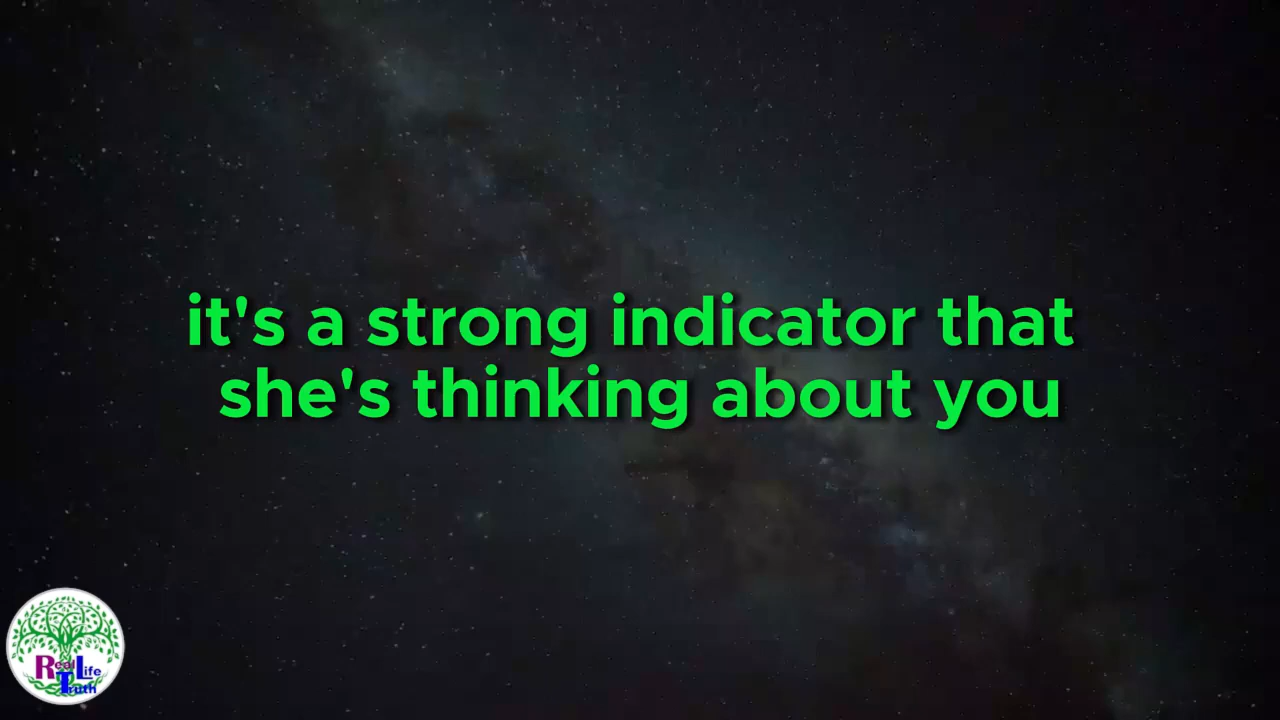 it's a strong indicator that
she's thinking about you
Real Life
Truth